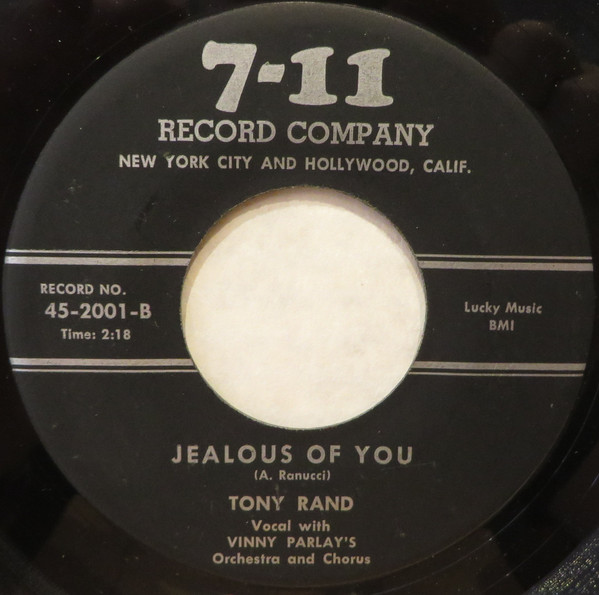 7-11
RECORD COMPANY
NEW YORK CITY AND HOLLYWOOD, CALIF.
RECORD NO.
45-2001-B
Time: 2:18
Lucky Music
BMI
JEALOUS OF YOU
(A. Ranucci)
TONY RAND
Vocal with
VINNY PARLAY'S
Orchestra and Chorus